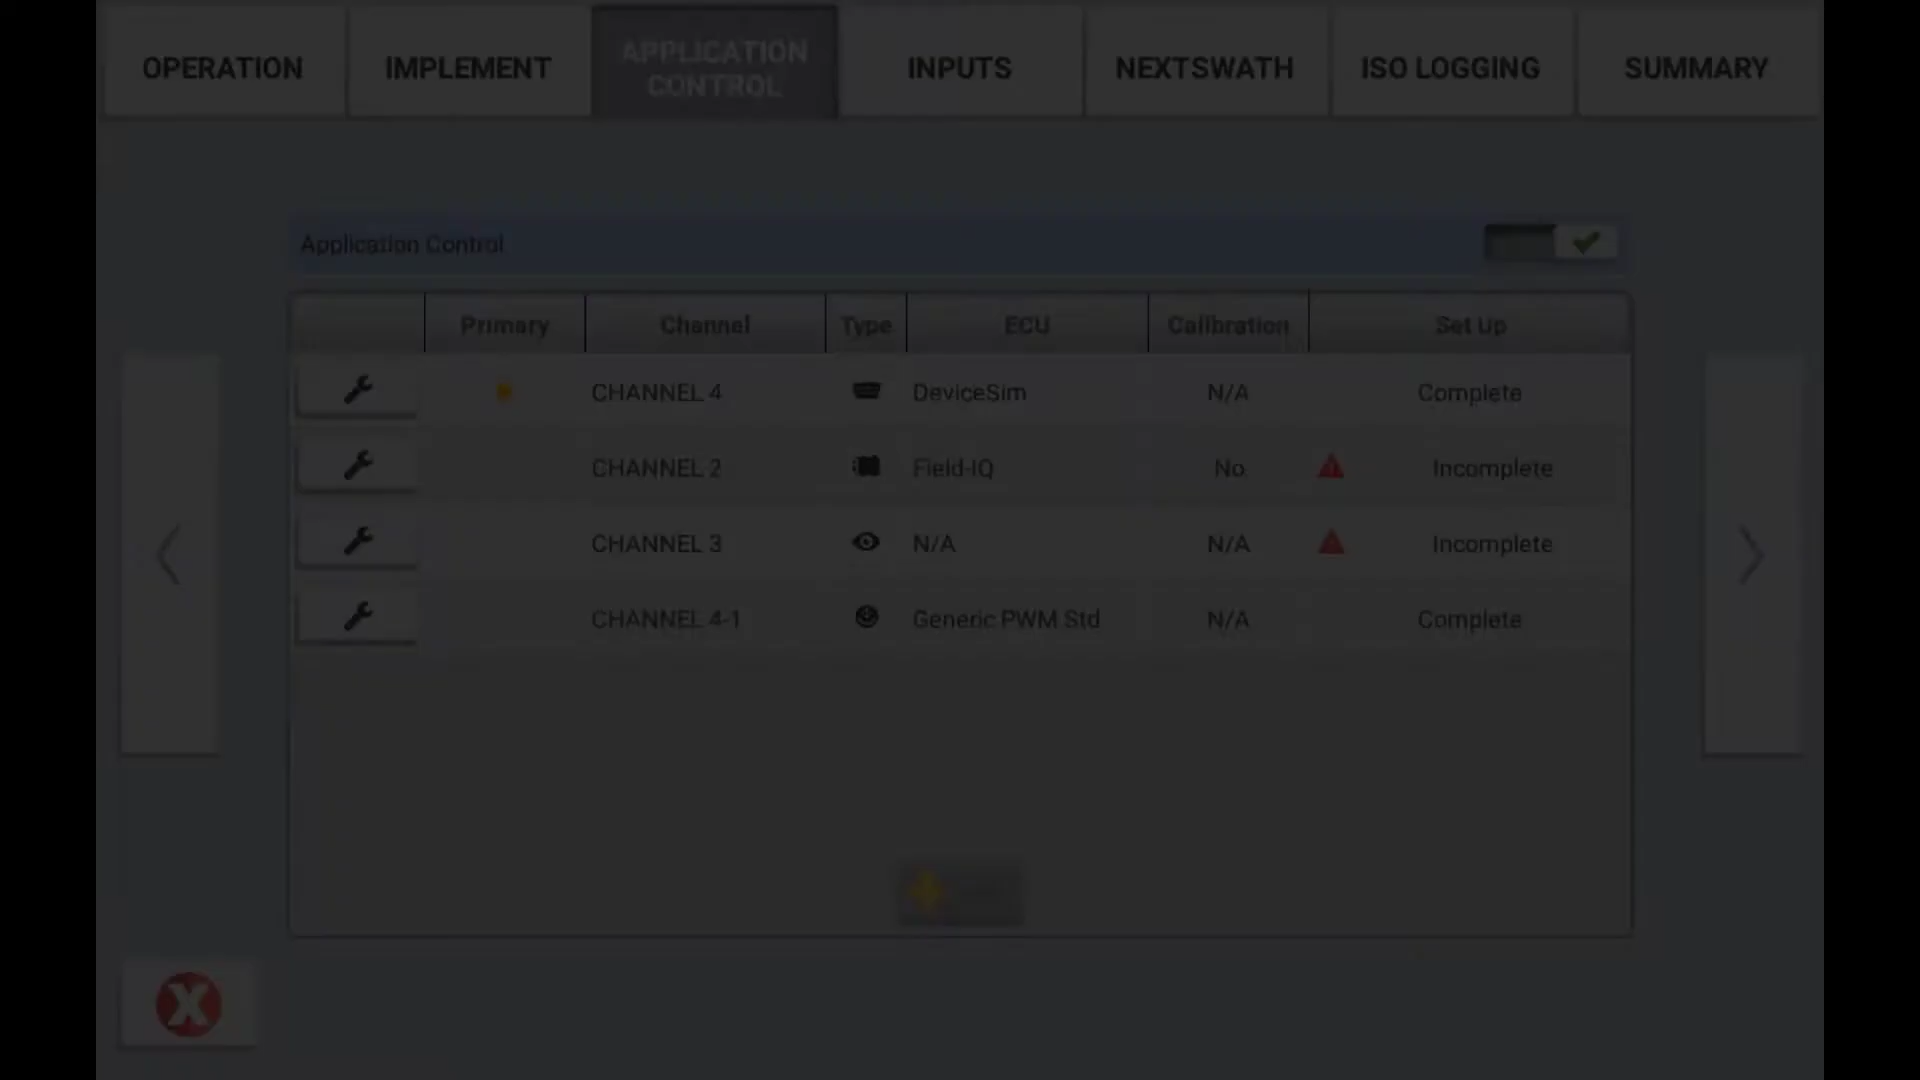 OPERATION
IMPLEMENT
APPLICATION
CONTROL
INPUTS
NEXTSWATH
ISO LOGGING
SUMMARY
Application Control
Primary Channel Type ECU Calibration Set Up
CHANNEL 4 DeviceSim N/A Complete
CHANNEL 2 Field-IQ No Incomplete
CHANNEL 3 N/A N/A Incomplete
CHANNEL 4-1 Generic PWM Std N/A Complete